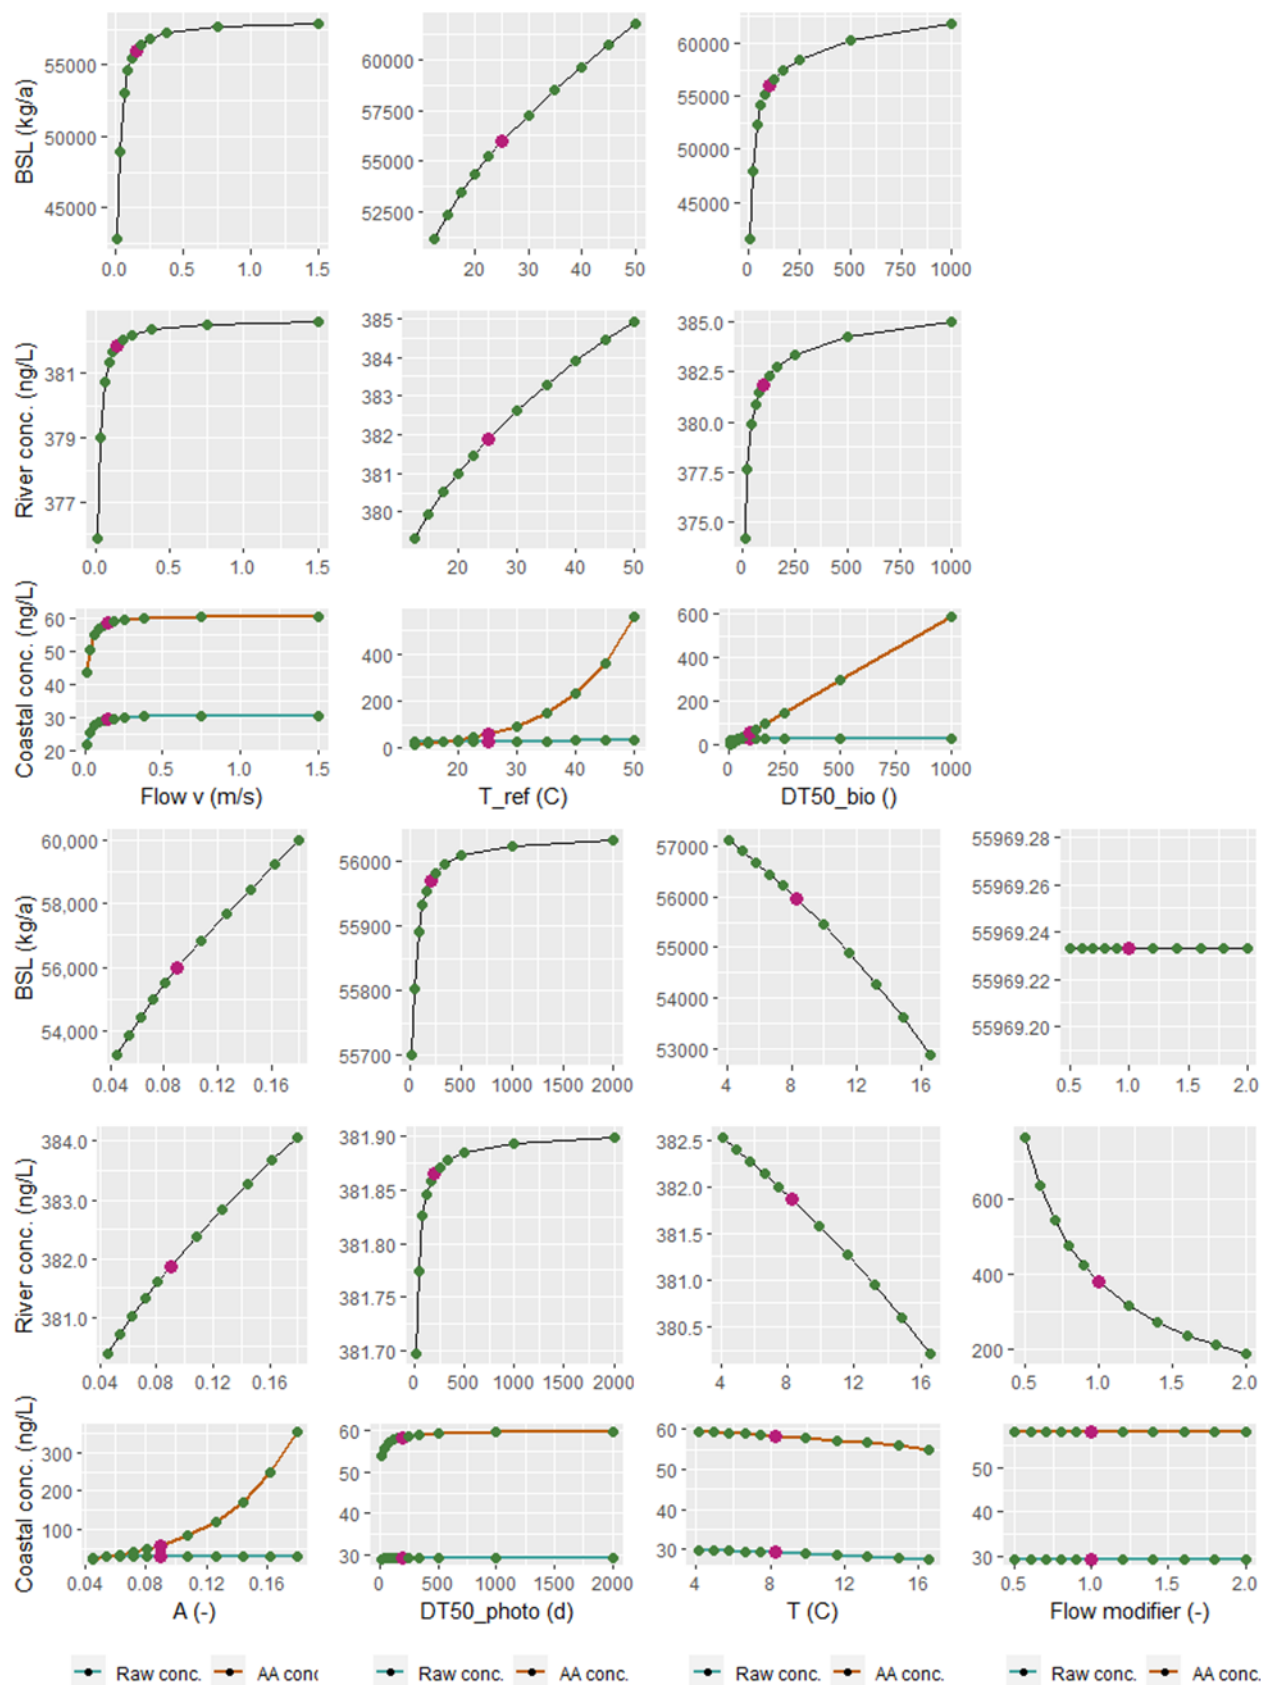 BSL (kg/a)
55000
50000
45000
0.0 0.5 1.0 1.5
60000
57500
55000
52500
20 30 40 50
60000
55000
50000
45000
0 250 500 750 1000
River conc. (ng/L)
381
379
377
0.0 0.5 1.0 1.5
385
384
383
382
381
380
20 30 40 50
385.0
382.5
380.0
377.5
375.0
0 250 500 750 1000
Coastal conc. (ng/L)
60
50
40
30
20
0.0 0.5 1.0 1.5
Flow v (m/s)
400
200
0
20 30 40 50
T_ref (C)
600
400
200
0
0 250 500 750 1000
DT50_bio ()
BSL (kg/a)
60,000
58,000
56,000
54,000
0.04 0.08 0.12 0.16
56000
55900
55800
55700
0 500 1000 1500 2000
57000
56000
55000
54000
53000
4 8 12 16
55969.28
55969.26
55969.24
55969.22
55969.20
0.5 1.0 1.5 2.0
River conc. (ng/L)
384.0
383.0
382.0
381.0
0.04 0.08 0.12 0.16
381.90
381.85
381.80
381.75
381.70
0 500 1000 1500 2000
382.5
382.0
381.5
381.0
380.5
4 8 12 16
600
400
200
0.5 1.0 1.5 2.0
Coastal conc. (ng/L)
300
200
100
0.04 0.08 0.12 0.16
A (-)
60
50
40
30
0 500 1000 1500 2000
DT50_photo (d)
60
50
40
30
4 8 12 16
T (C)
50
40
30
0.5 1.0 1.5 2.0
Flow modifier (-)
Raw conc. AA conc
Raw conc. AA conc.
Raw conc. AA conc.
Raw conc. AA conc.